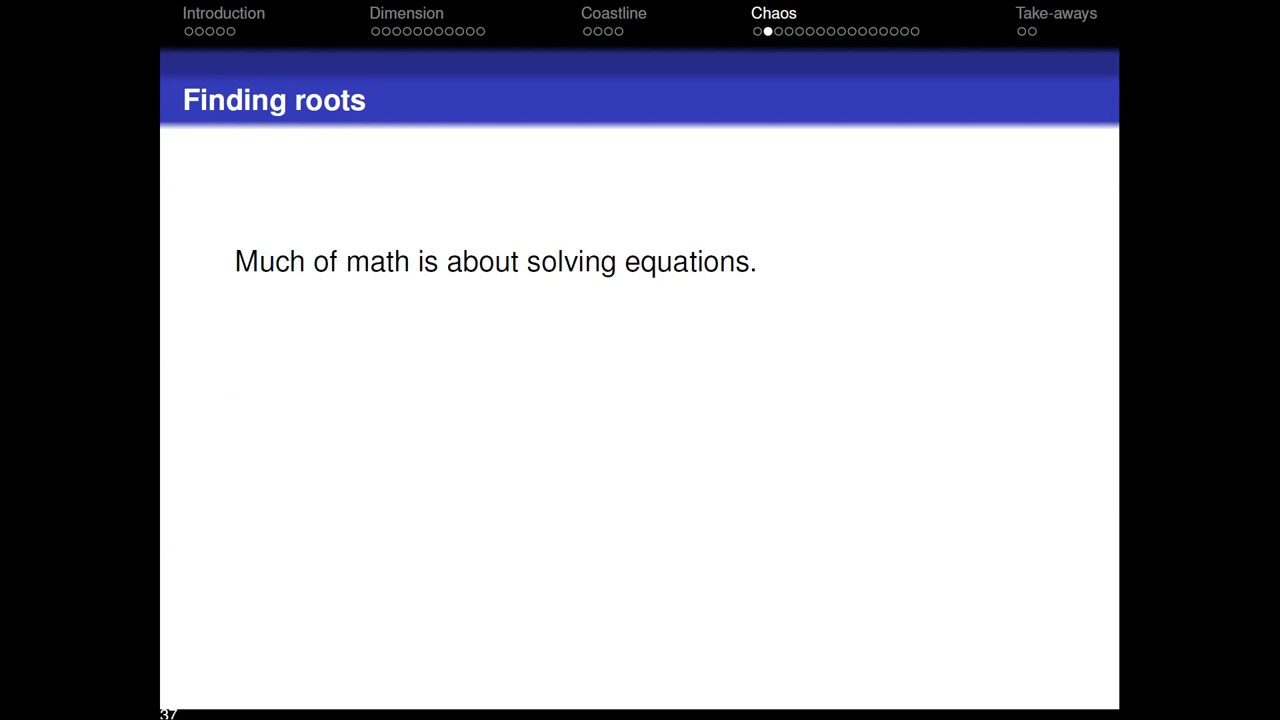 Introduction Dimension Coastline Chaos Take-aways
Finding roots
Much of math is about solving equations.
37